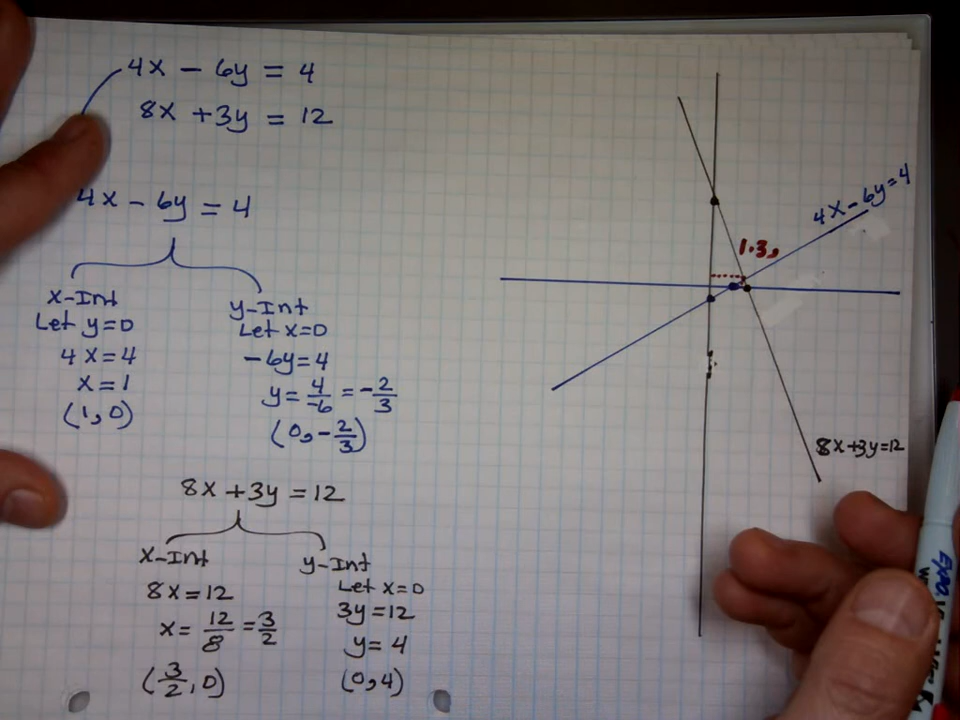 4x - 6y = 4
8x + 3y = 12
4x - 6y = 4
x-Int
Let y=0
4x = 4
x = 1
(1, 0)
y-Int
Let x=0
-6y = 4
y = 4/-6 = -2/3
(0, -2/3)
8x + 3y = 12
x-Int
8x = 12
x = 12/8 = 3/2
(3/2, 0)
y-Int
Let x=0
3y = 12
y = 4
(0, 4)
4x - 6y = 4
1.3,
8x+3y=12
EXPO